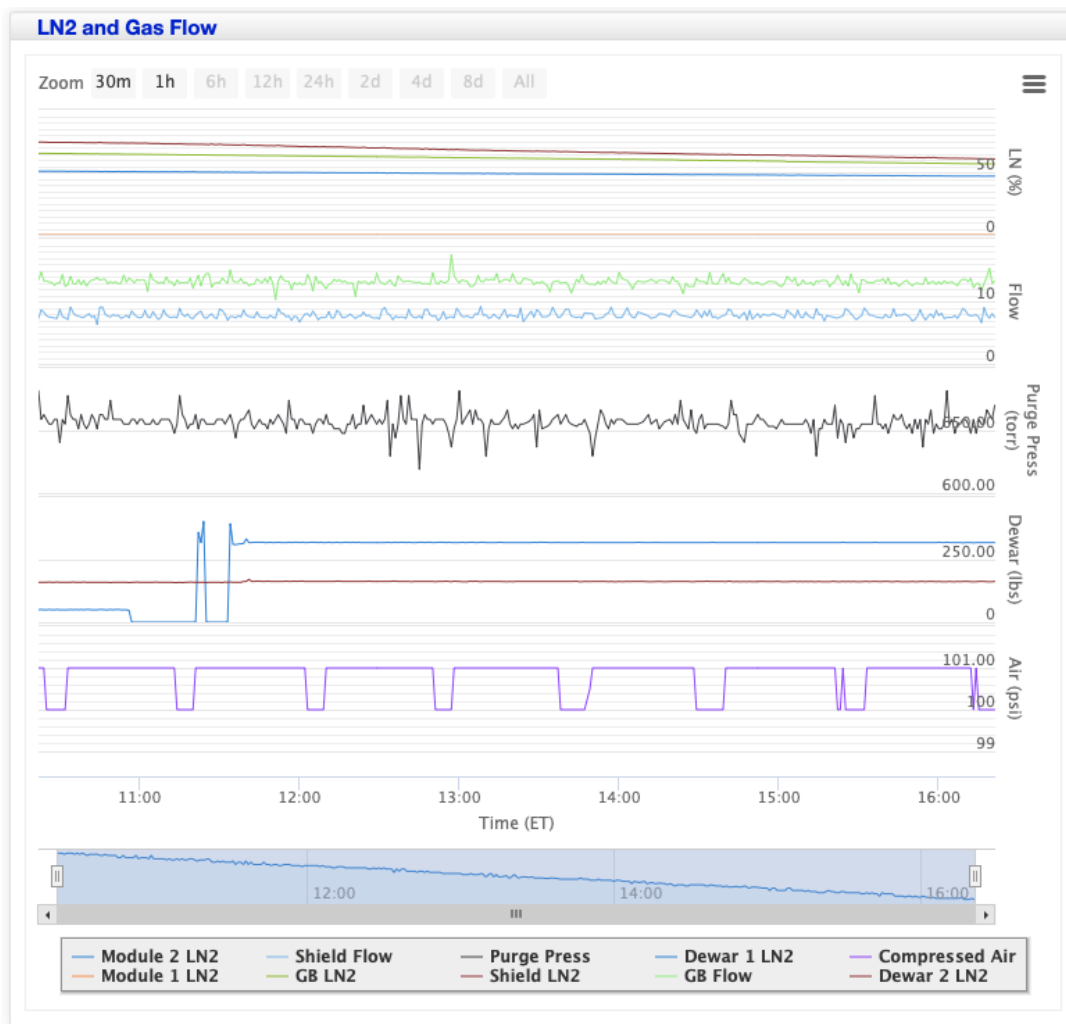 LN2 and Gas Flow
Zoom 30m 1h 6h 12h 24h 2d 4d 8d All
50
LN (%)
0
10
Flow
0
Purge Press
(torr)
650.00
600.00
Dewar (lbs)
250.00
0
101.00
Air (psi)
100
99
11:00 12:00 13:00 14:00 15:00 16:00
Time (ET)
12:00 14:00 16:00
Module 2 LN2 Shield Flow Purge Press Dewar 1 LN2 Compressed Air
Module 1 LN2 GB LN2 Shield LN2 GB Flow Dewar 2 LN2